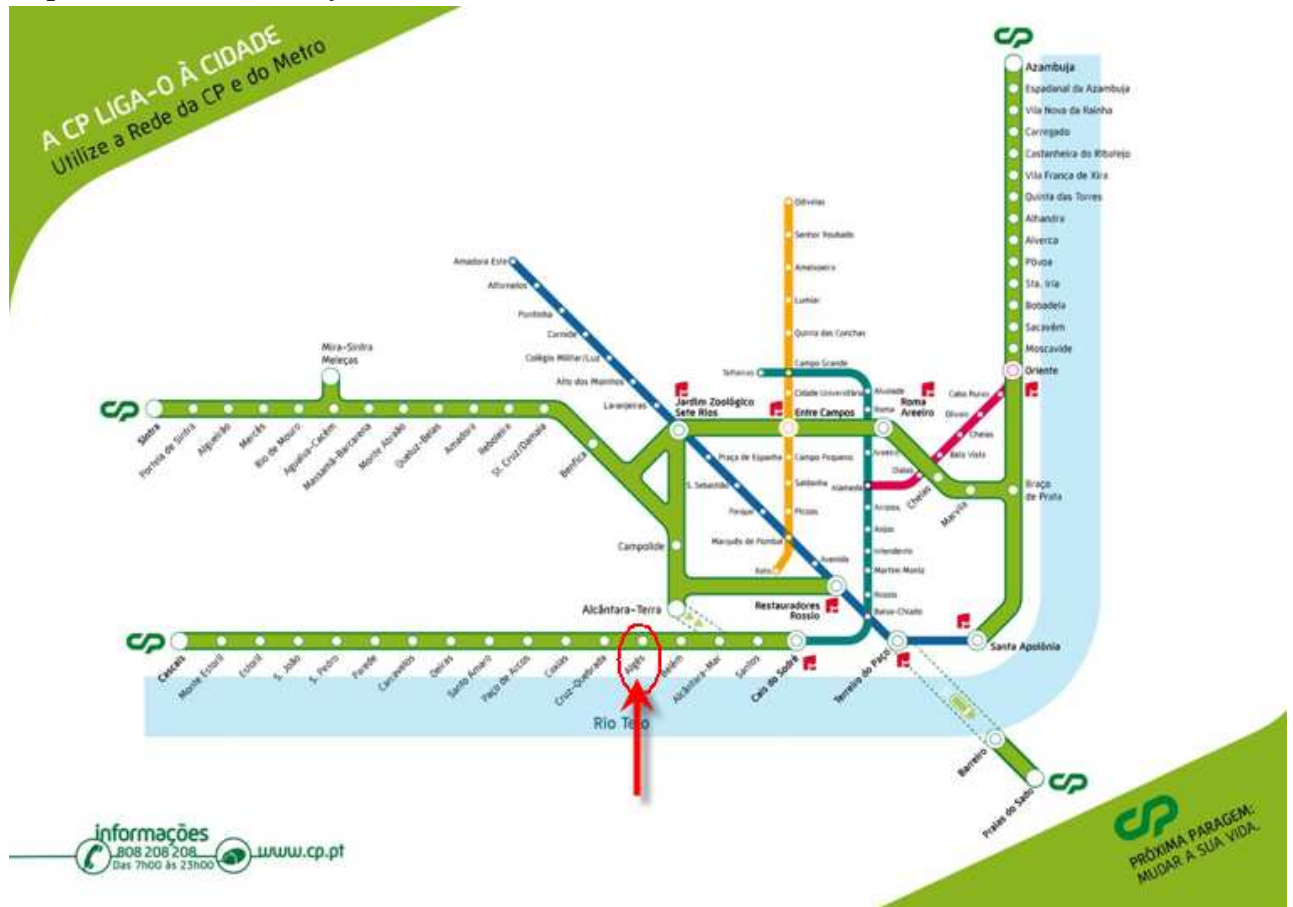 A CP LIGA-O À CIDADE
Utilize a Rede da CP e do Metro
Azambuja
Espadanal da Azambuja
Vila Nova da Rainha
Carregado
Castanheira do Ribatejo
Vila Franca de Xira
Quinta das Torres
Alhandra
Alverca
Póvoa
Sta. Iria
Bobadela
Sacavém
Moscavide
Oriente
Odivelas
Senhor Roubado
Ameixoeira
Lumiar
Quinta das Conchas
Campo Grande
Telheiras
Cidade Universitária
Alvalade
Roma
Roma
Areeiro
Cabo Ruivo
Olivais
Chelas
Bela Vista
Olaias
Chelas
Marvila
Braço
de Prata
Amadora Este
Alfornelos
Pontinha
Carnide
Colégio Militar/Luz
Alto dos Moinhos
Laranjeiras
Jardim Zoológico
Sete Rios
Entre Campos
Mira-Sintra
Meleças
Sintra
Portela de Sintra
Algueirão
Mercês
Rio de Mouro
Agualva-Cacém
Massamá-Barcarena
Monte Abraão
Queluz-Belas
Amadora
Reboleira
St. Cruz/Damaia
Benfica
Praça de Espanha
Campo Pequeno
Areeiro
S. Sebastião
Saldanha
Alameda
Parque
Picoas
Arroios
Anjos
Marquês de Pombal
Avenida
Intendente
Campolide
Rato
Martim Moniz
Rossio
Baixa-Chiado
Alcântara-Terra
Restauradores
Rossio
Cascais
Monte Estoril
Estoril
S. João
S. Pedro
Parede
Carcavelos
Oeiras
Santo Amaro
Paço de Arcos
Caxias
Cruz-Quebrada
Algés
Belém
Alcântara-Mar
Santos
Cais do Sodré
Terreiro do Paço
Santa Apolónia
Rio Tejo
Barreiro
Praias do Sado
informações
808 208 208
Das 7h00 às 23h00
www.cp.pt
PRÓXIMA PARAGEM:
MUDAR A SUA VIDA.